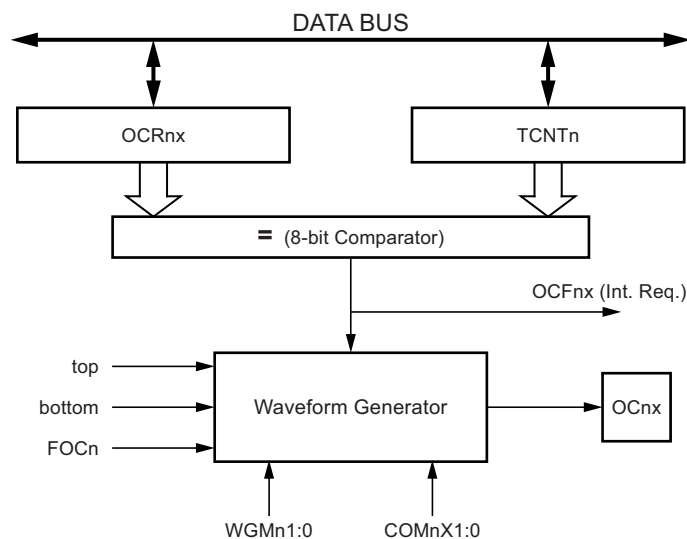 DATA BUS
OCRnx
TCNTn
= (8-bit Comparator)
OCFnx (Int. Req.)
top
bottom
FOCn
Waveform Generator
OCnx
WGMn1:0
COMnX1:0